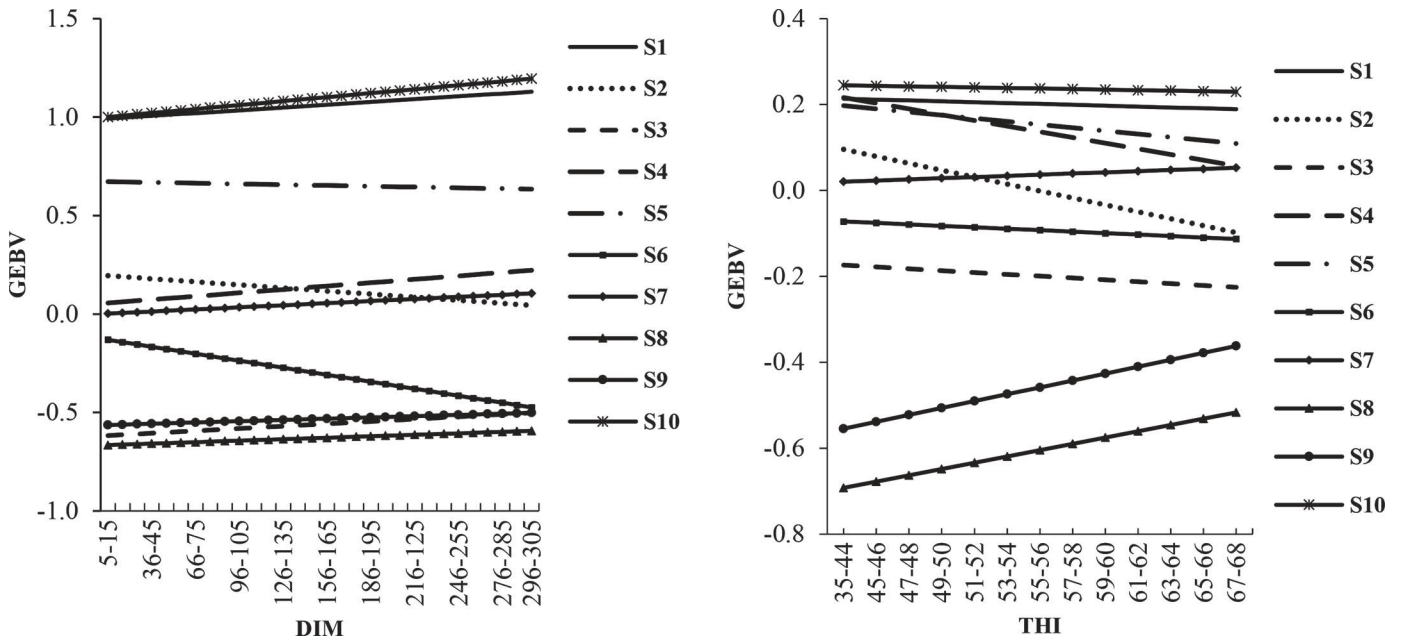 1.5
1.0
0.5
0.0
-0.5
-1.0
GEBV
5-15
36-45
66-75
96-105
126-135
156-165
186-195
216-125
246-255
276-285
296-305
DIM
S1
S2
S3
S4
S5
S6
S7
S8
S9
S10
0.4
0.2
0.0
-0.2
-0.4
-0.6
-0.8
GEBV
35-44
45-46
47-48
49-50
51-52
53-54
55-56
57-58
59-60
61-62
63-64
65-66
67-68
THI
S1
S2
S3
S4
S5
S6
S7
S8
S9
S10